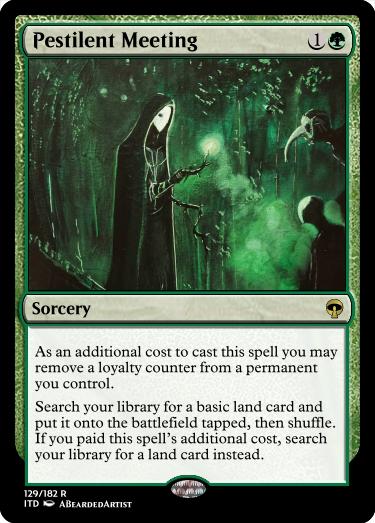 Pestilent Meeting 1
Sorcery
As an additional cost to cast this spell you may
remove a loyalty counter from a permanent
you control.
Search your library for a basic land card and
put it onto the battlefield tapped, then shuffle.
If you paid this spell's additional cost, search
your library for a land card instead.
129/182 R
ITD ABeardedArtist